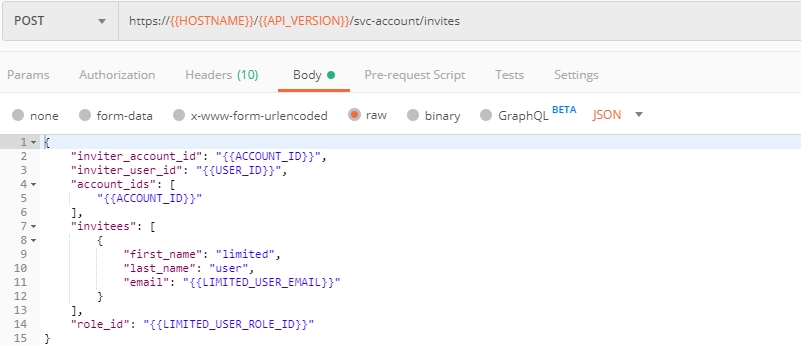 POST https://{{HOSTNAME}}/{{API_VERSION}}/svc-account/invites
Params Authorization Headers (10) Body Pre-request Script Tests Settings
none form-data x-www-form-urlencoded raw binary GraphQL BETA JSON
1 {
2 "inviter_account_id": "{{ACCOUNT_ID}}",
3 "inviter_user_id": "{{USER_ID}}",
4 "account_ids": [
5 "{{ACCOUNT_ID}}"
6 ],
7 "invitees": [
8 {
9 "first_name": "limited",
10 "last_name": "user",
11 "email": "{{LIMITED_USER_EMAIL}}"
12 }
13 ],
14 "role_id": "{{LIMITED_USER_ROLE_ID}}"
15 }